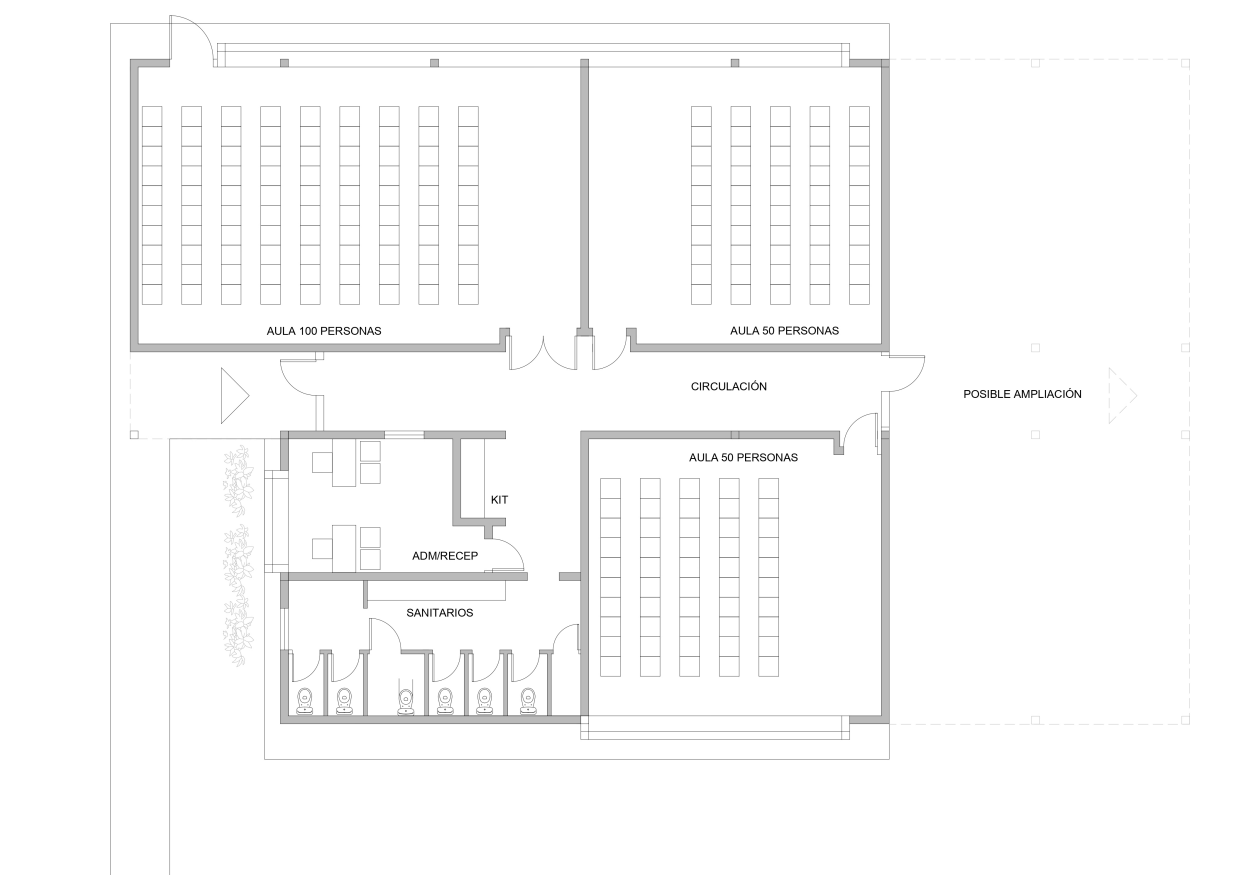 AULA 100 PERSONAS
AULA 50 PERSONAS
CIRCULACIÓN
POSIBLE AMPLIACIÓN
AULA 50 PERSONAS
KIT
ADM/RECEP
SANITARIOS